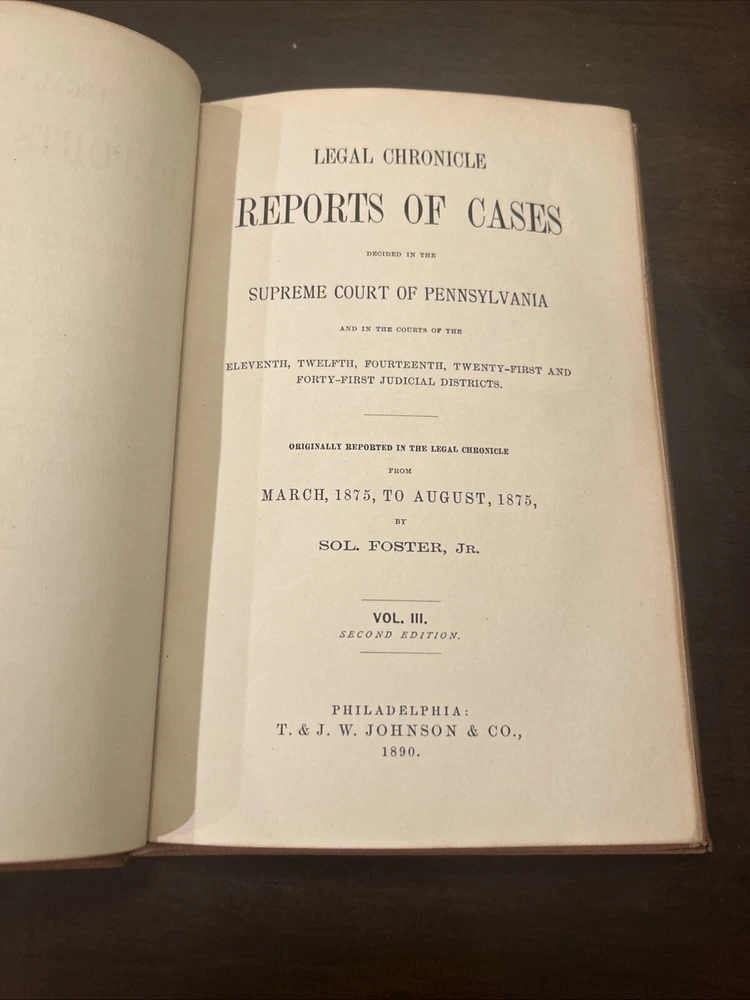 LEGAL CHRONICLE
REPORTS OF CASES
DECIDED IN THE
SUPREME COURT OF PENNSYLVANIA
AND IN THE COURTS OF THE
ELEVENTH, TWELFTH, FOURTEENTH, TWENTY-FIRST AND
FORTY-FIRST JUDICIAL DISTRICTS.
ORIGINALLY REPORTED IN THE LEGAL CHRONICLE
FROM
MARCH, 1875, TO AUGUST, 1875,
BY
SOL. FOSTER, JR.
VOL. III.
SECOND EDITION.
PHILADELPHIA:
T. & J. W. JOHNSON & CO.,
1890.